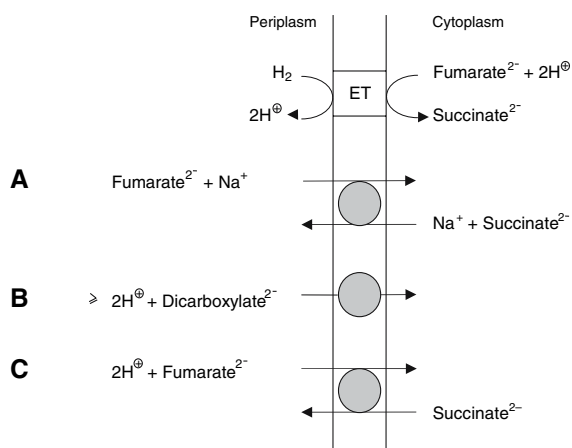 Periplasm Cytoplasm
H₂ ET Fumarate²⁻ + 2H⊕
2H⊕ Succinate²⁻
A Fumarate²⁻ + Na⁺
Na⁺ + Succinate²⁻
B ⩾ 2H⊕ + Dicarboxylate²⁻
C 2H⊕ + Fumarate²⁻
Succinate²⁻